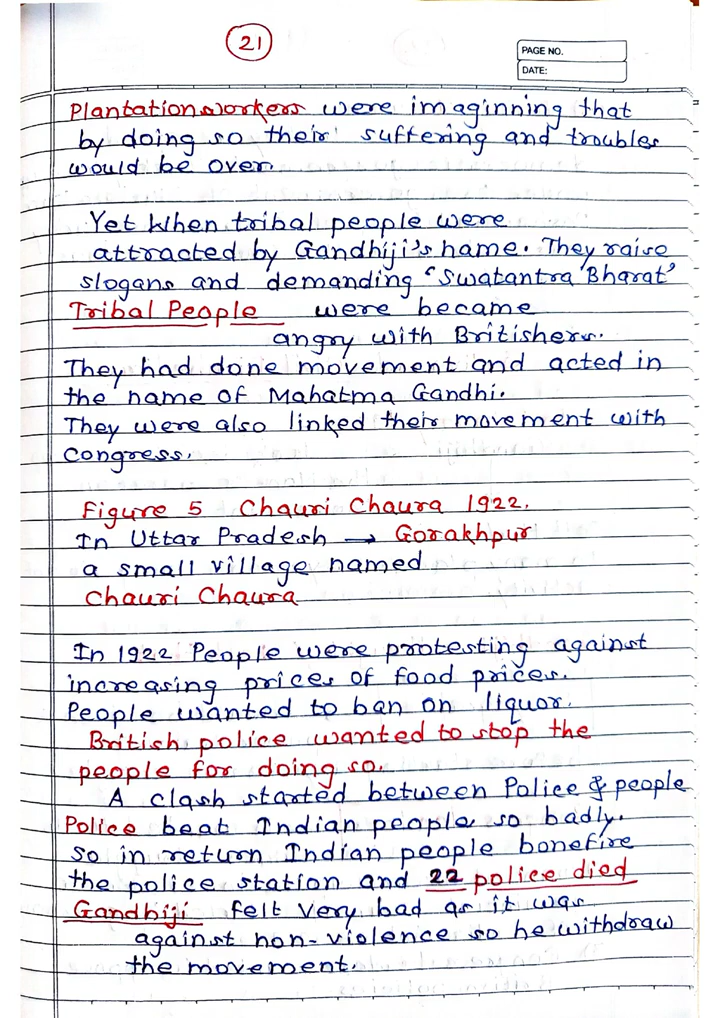 21
PAGE NO.
DATE:
Plantation workers were imaginning that
by doing so their suffering and troubles
would be over.
Yet When tribal people were
attracted by Gandhiji's name. They raise
slogans and demanding 'Swatantra Bharat'
Tribal People were became
angry with Britishers.
They had done movement and acted in
the name of Mahatma Gandhi.
They were also linked their movement with
Congress.
Figure 5 Chauri Chaura 1922.
In Uttar Pradesh → Gorakhpur
a small village named
Chauri Chaura
In 1922 People were protesting against
increasing prices of food prices.
People wanted to ban on liquor.
British police wanted to stop the
people for doing so.
A clash started between Police & people
Police beat Indian people so badly.
So in return Indian people bonefire
the police station and 22 police died
Gandhiji felt very bad as it was
against non-violence so he withdraw
the movement.